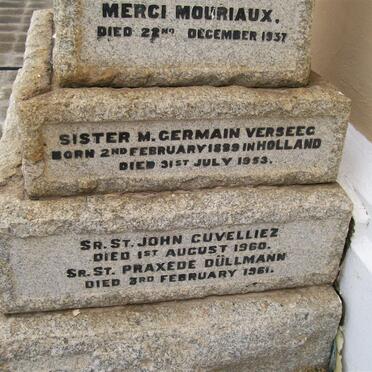 MERCI MOURIAUX,
DIED 22ND DECEMBER 1937
SISTER M. GERMAIN VERSEEG
BORN 2ND FEBRUARY 1889 IN HOLLAND
DIED 31ST JULY 1953.
SR. ST. JOHN CUVELLIEZ
DIED 1ST AUGUST 1960.
SR. ST. PRAXEDE DÜLLMANN
DIED 3RD FEBRUARY 1961.